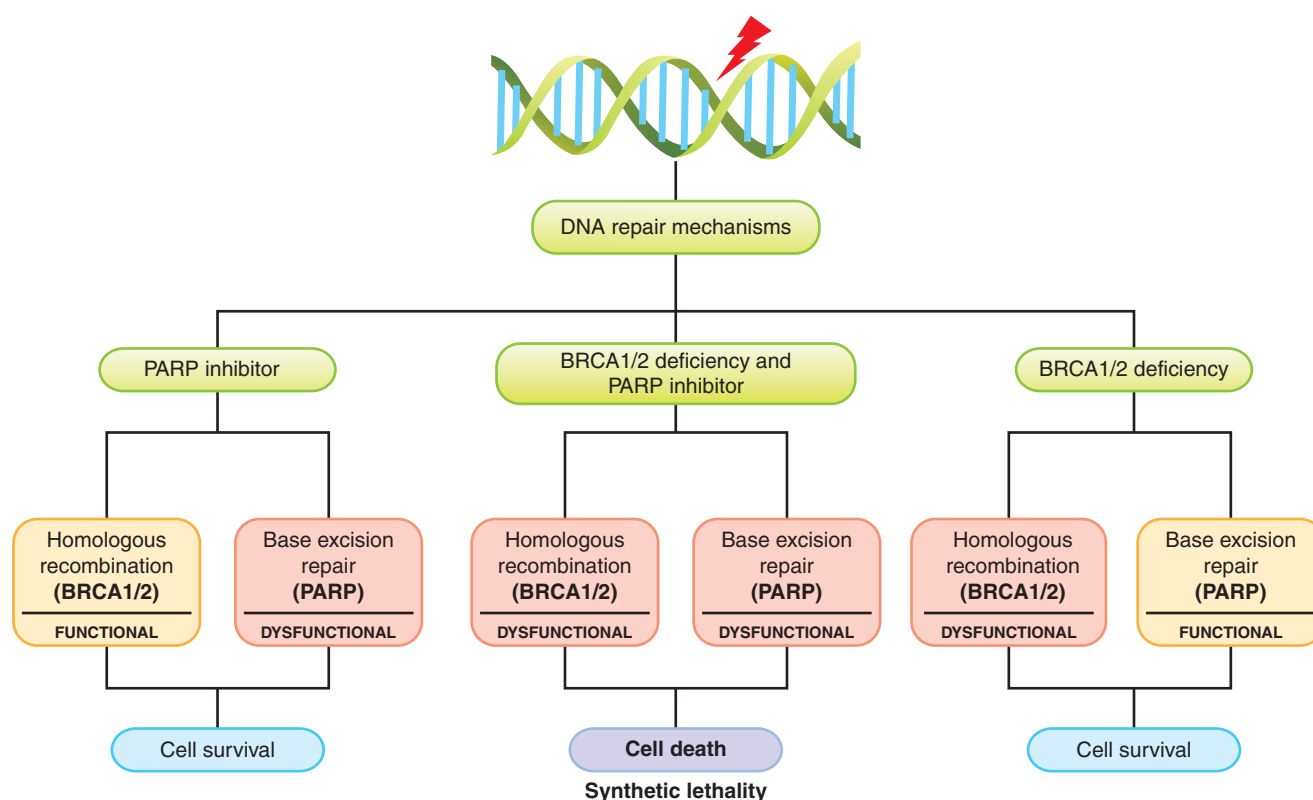 DNA repair mechanisms
PARP inhibitor
BRCA1/2 deficiency and
PARP inhibitor
BRCA1/2 deficiency
Homologous
recombination
(BRCA1/2)
FUNCTIONAL
Base excision
repair
(PARP)
DYSFUNCTIONAL
Homologous
recombination
(BRCA1/2)
DYSFUNCTIONAL
Base excision
repair
(PARP)
DYSFUNCTIONAL
Homologous
recombination
(BRCA1/2)
DYSFUNCTIONAL
Base excision
repair
(PARP)
FUNCTIONAL
Cell survival
Cell death
Synthetic lethality
Cell survival